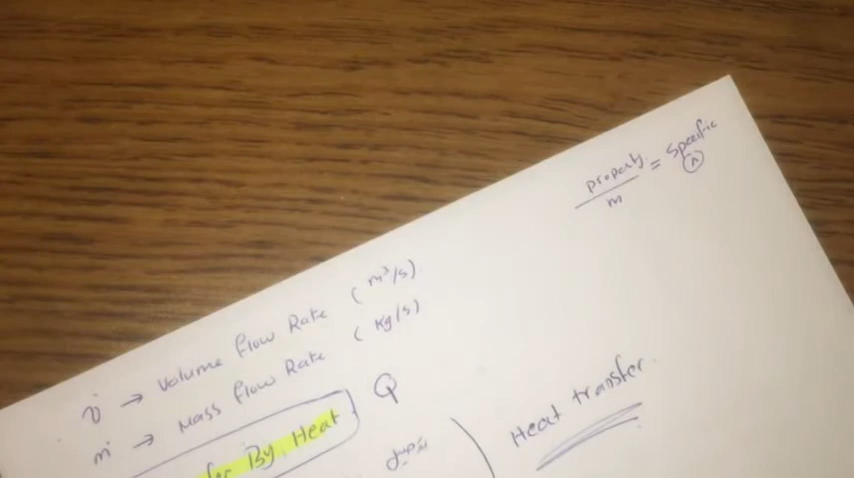 property / m = Specific
V̇ → Volume flow Rate (m³/s)
ṁ → Mass flow Rate (Kg/s)
By Heat Q
Heat transfer.